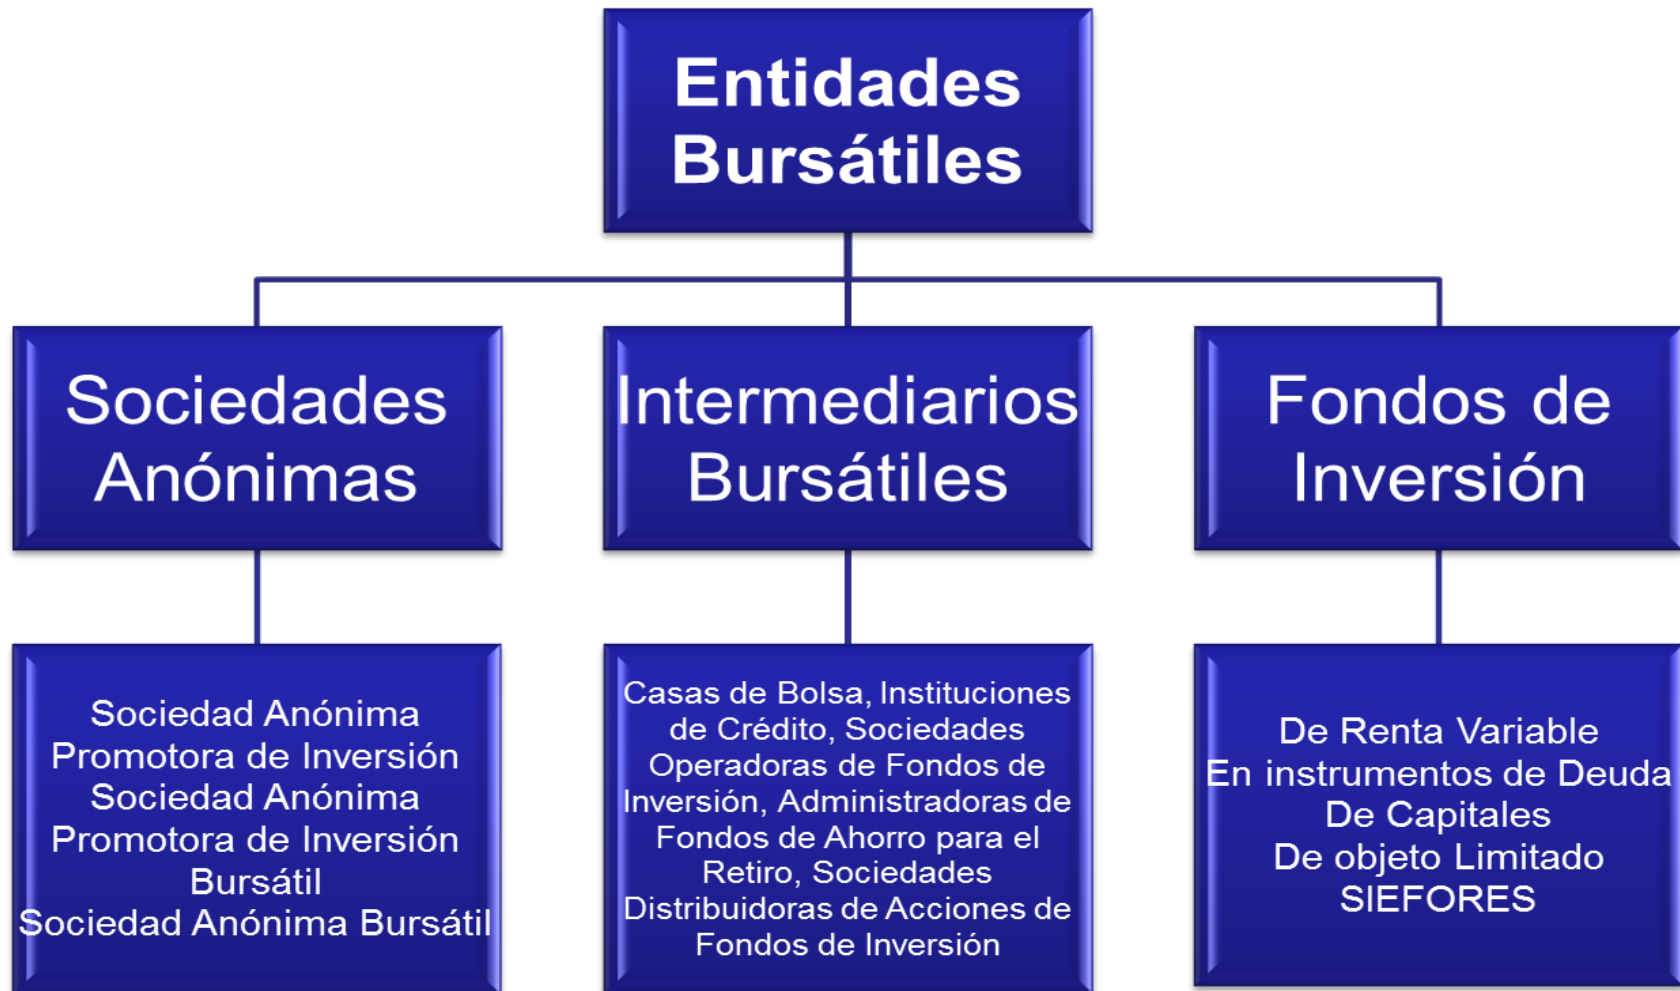 Entidades
Bursátiles
Sociedades
Anónimas
Intermediarios
Bursátiles
Fondos de
Inversión
Sociedad Anónima
Promotora de Inversión
Sociedad Anónima
Promotora de Inversión
Bursátil
Sociedad Anónima Bursátil
Casas de Bolsa, Instituciones
de Crédito, Sociedades
Operadoras de Fondos de
Inversión, Administradoras de
Fondos de Ahorro para el
Retiro, Sociedades
Distribuidoras de Acciones de
Fondos de Inversión
De Renta Variable
En instrumentos de Deuda
De Capitales
De objeto Limitado
SIEFORES